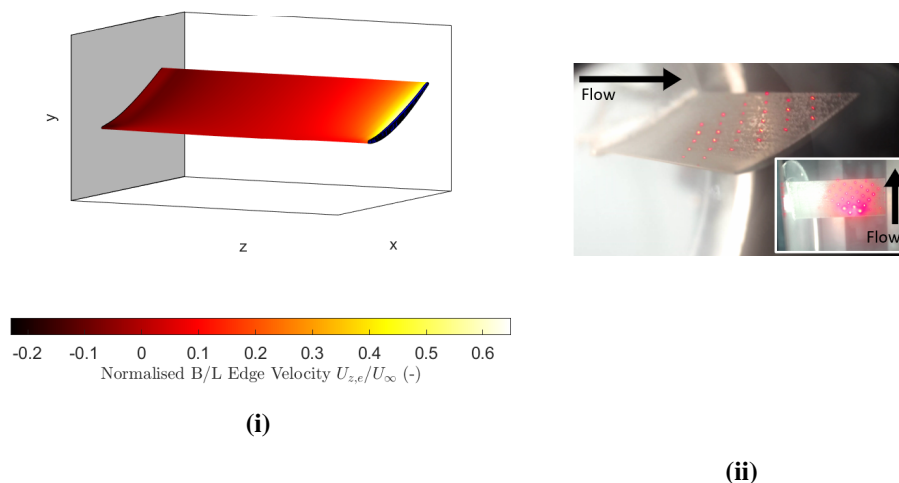 y
z
x
-0.2 -0.1 0 0.1 0.2 0.3 0.4 0.5 0.6
Normalised B/L Edge Velocity U_{z,e}/U_∞ (-)
(i)
Flow
Flow
(ii)